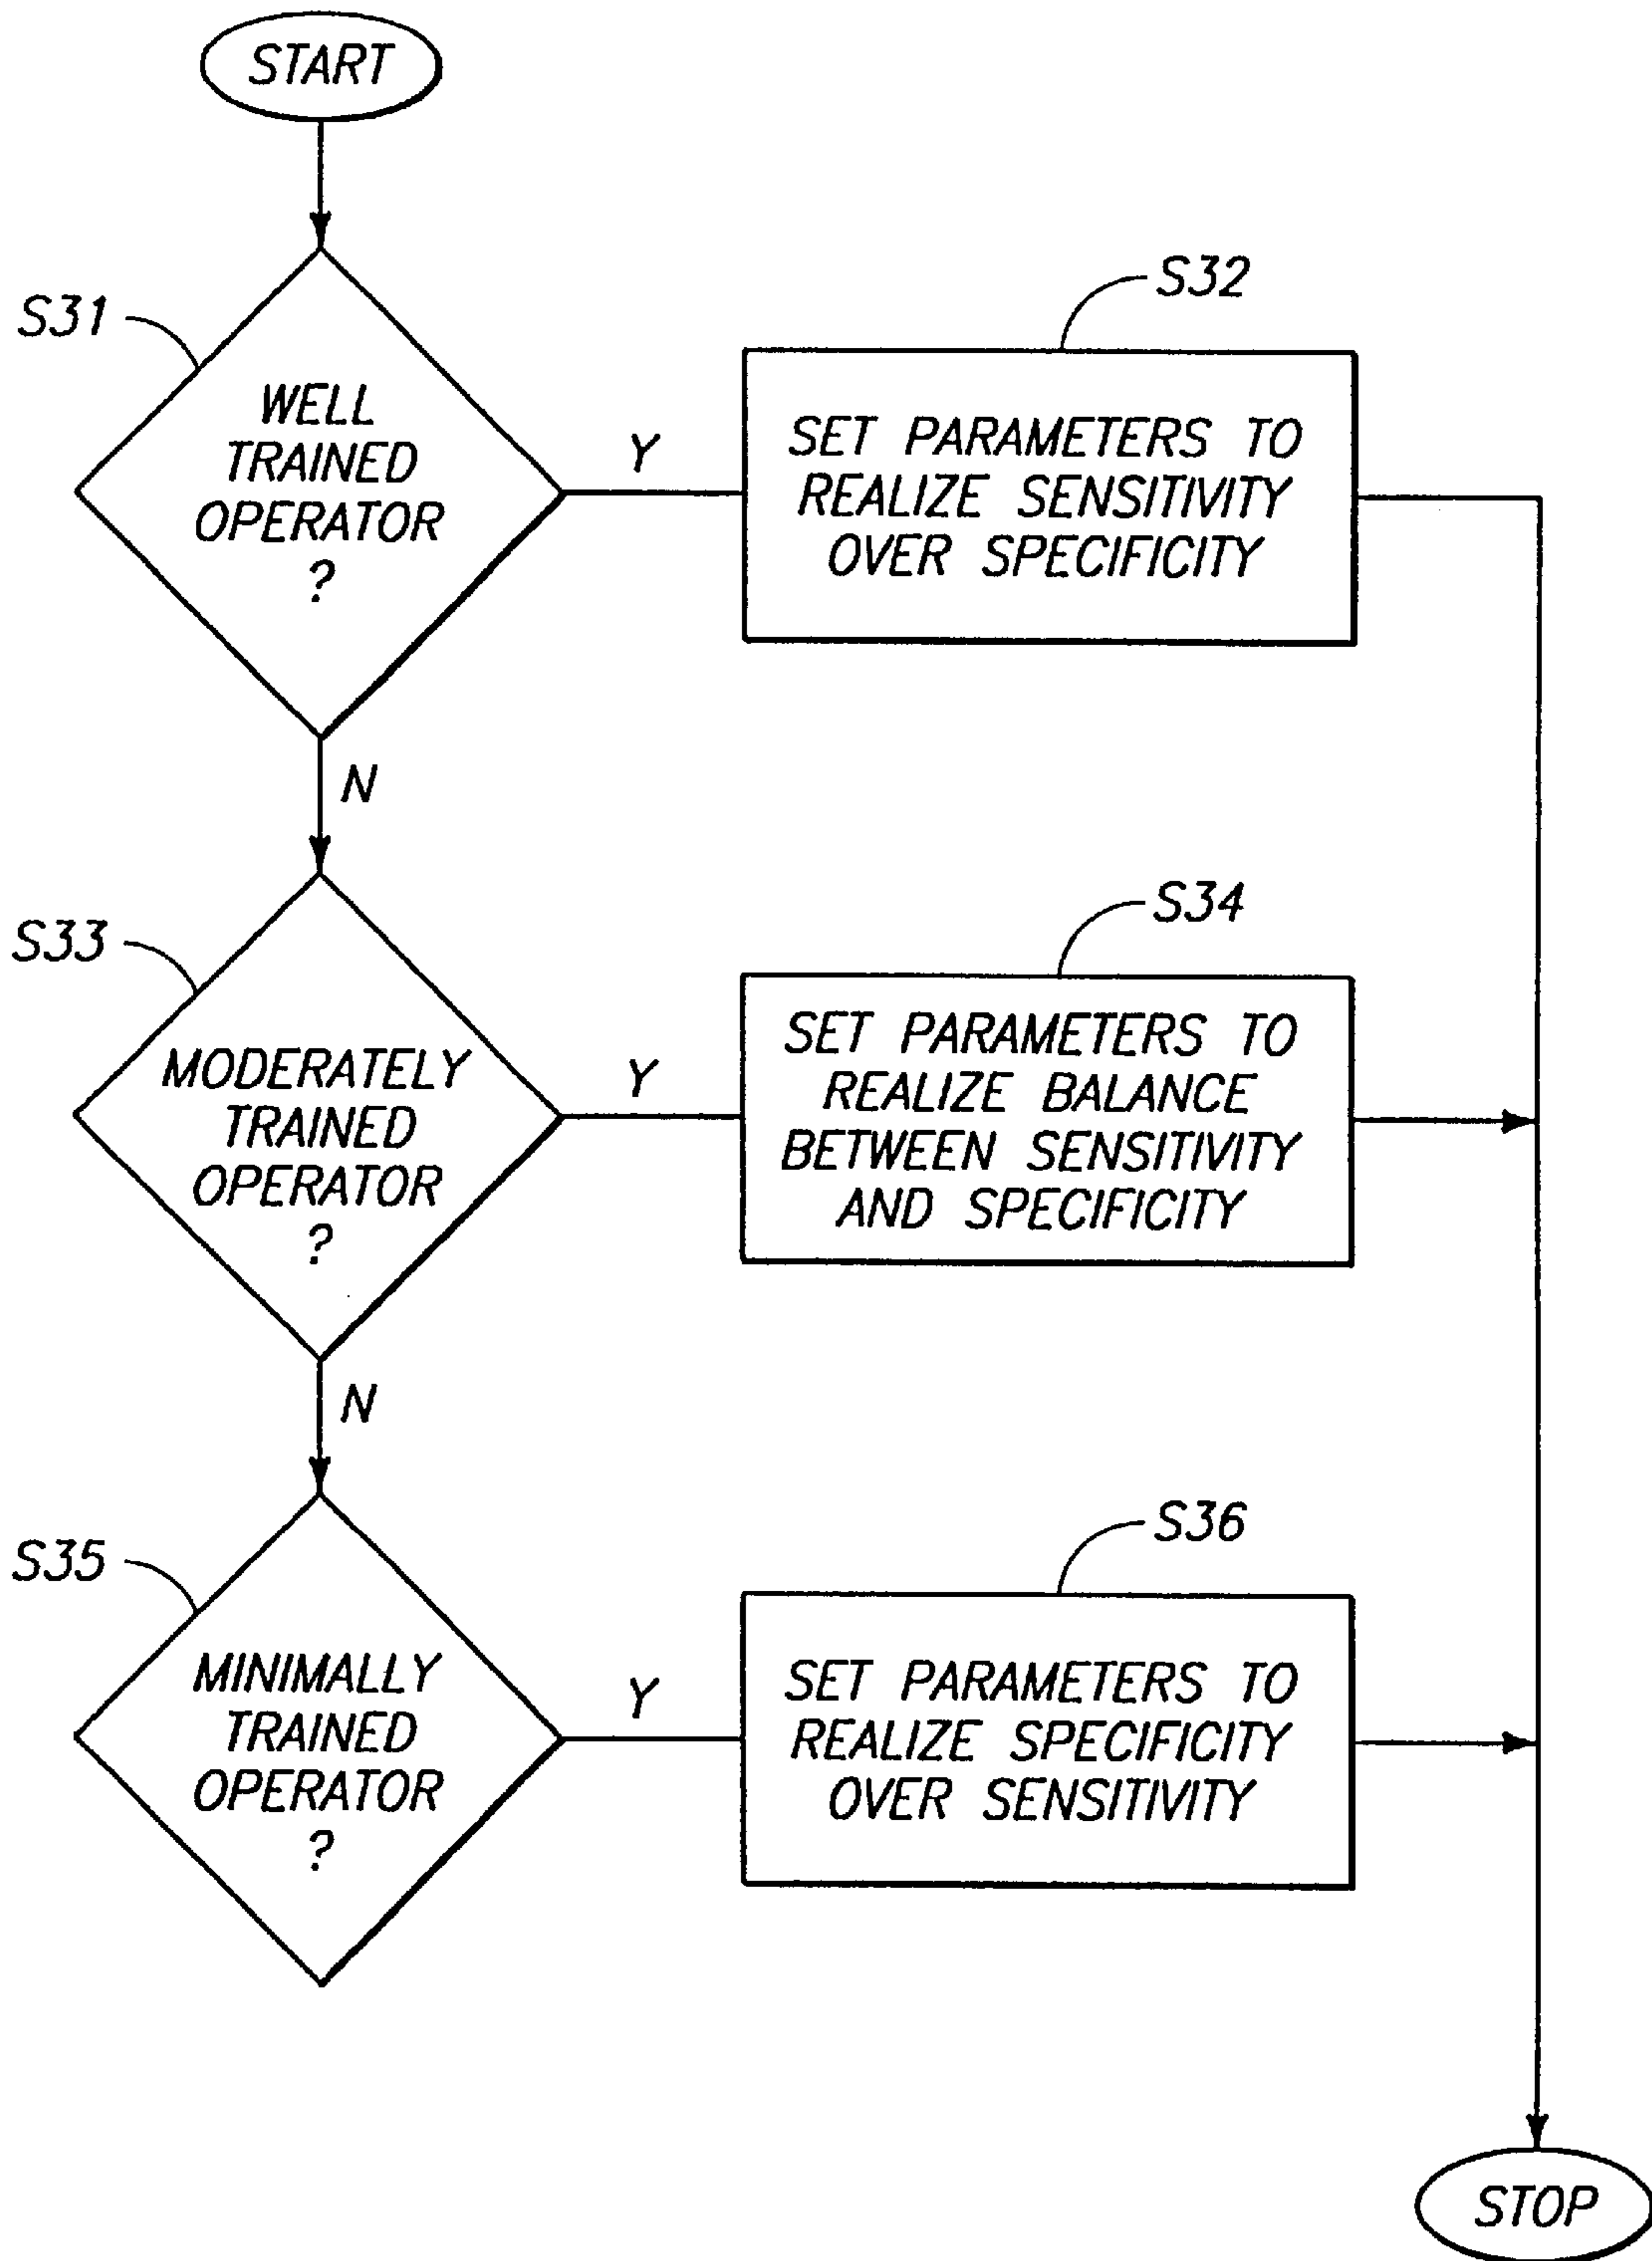 START
S31
WELL
TRAINED
OPERATOR
?
Y
S32
SET PARAMETERS TO
REALIZE SENSITIVITY
OVER SPECIFICITY
N
S33
MODERATELY
TRAINED
OPERATOR
?
Y
S34
SET PARAMETERS TO
REALIZE BALANCE
BETWEEN SENSITIVITY
AND SPECIFICITY
N
S35
MINIMALLY
TRAINED
OPERATOR
?
Y
S36
SET PARAMETERS TO
REALIZE SPECIFICITY
OVER SENSITIVITY
STOP